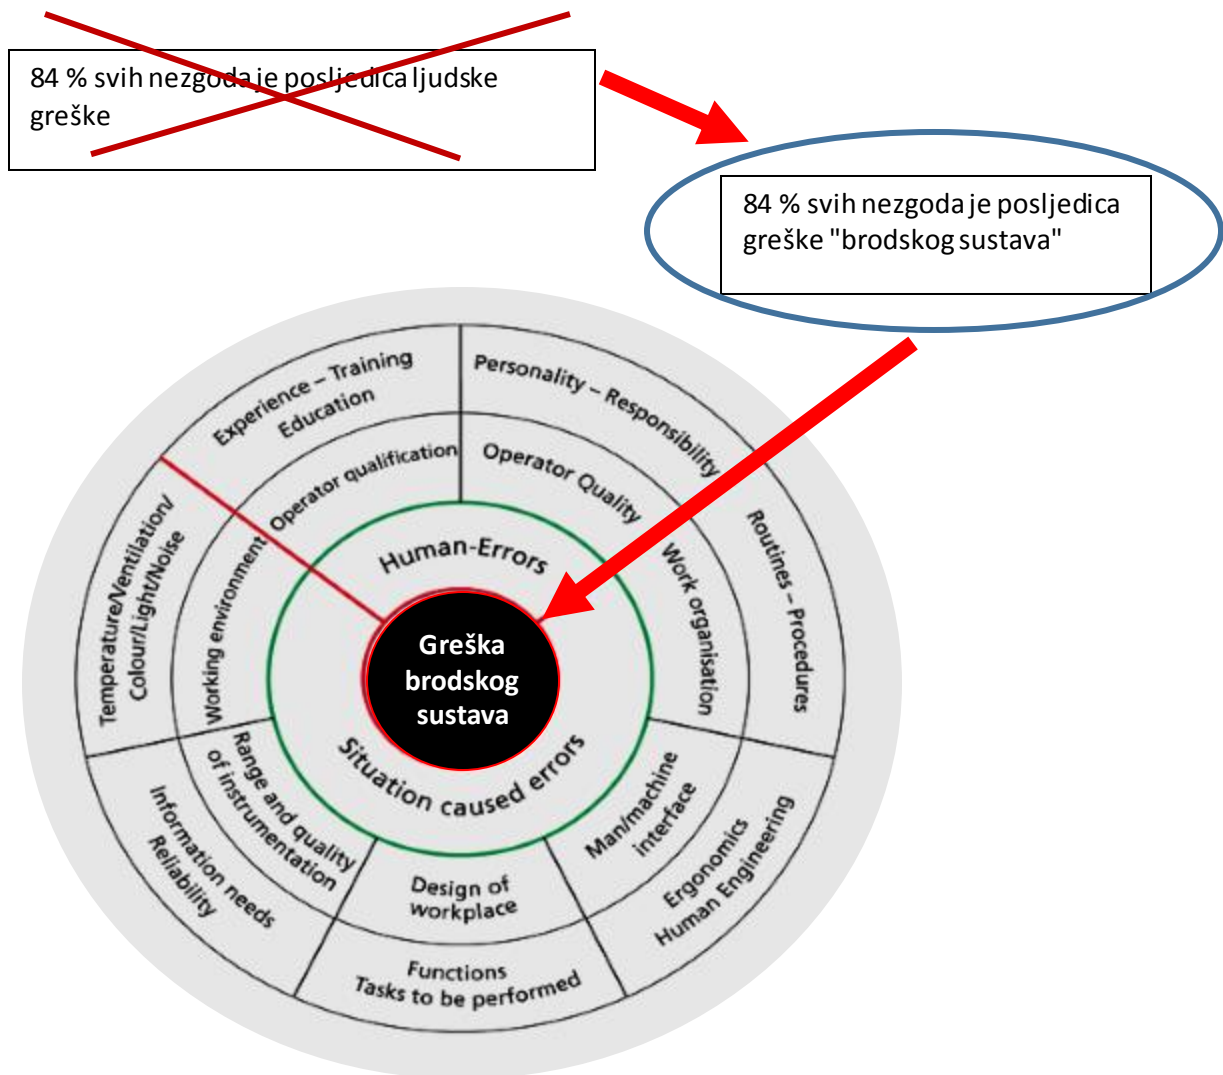 84 % svih nezgoda je posljedica ljudske
greške
84 % svih nezgoda je posljedica
greške "brodskog sustava"
Experience – Training
Education
Personality – Responsibility
Operator qualification
Operator Quality
Temperature/Ventilation/
Colour/Light/Noise
Working environment
Human-Errors
Work organisation
Routines – Procedures
Greška
brodskog
sustava
Situation caused errors
Range and quality
of instrumentation
Information needs
Reliability
Design of
workplace
Functions
Tasks to be performed
Man/machine
interface
Ergonomics
Human Engineering